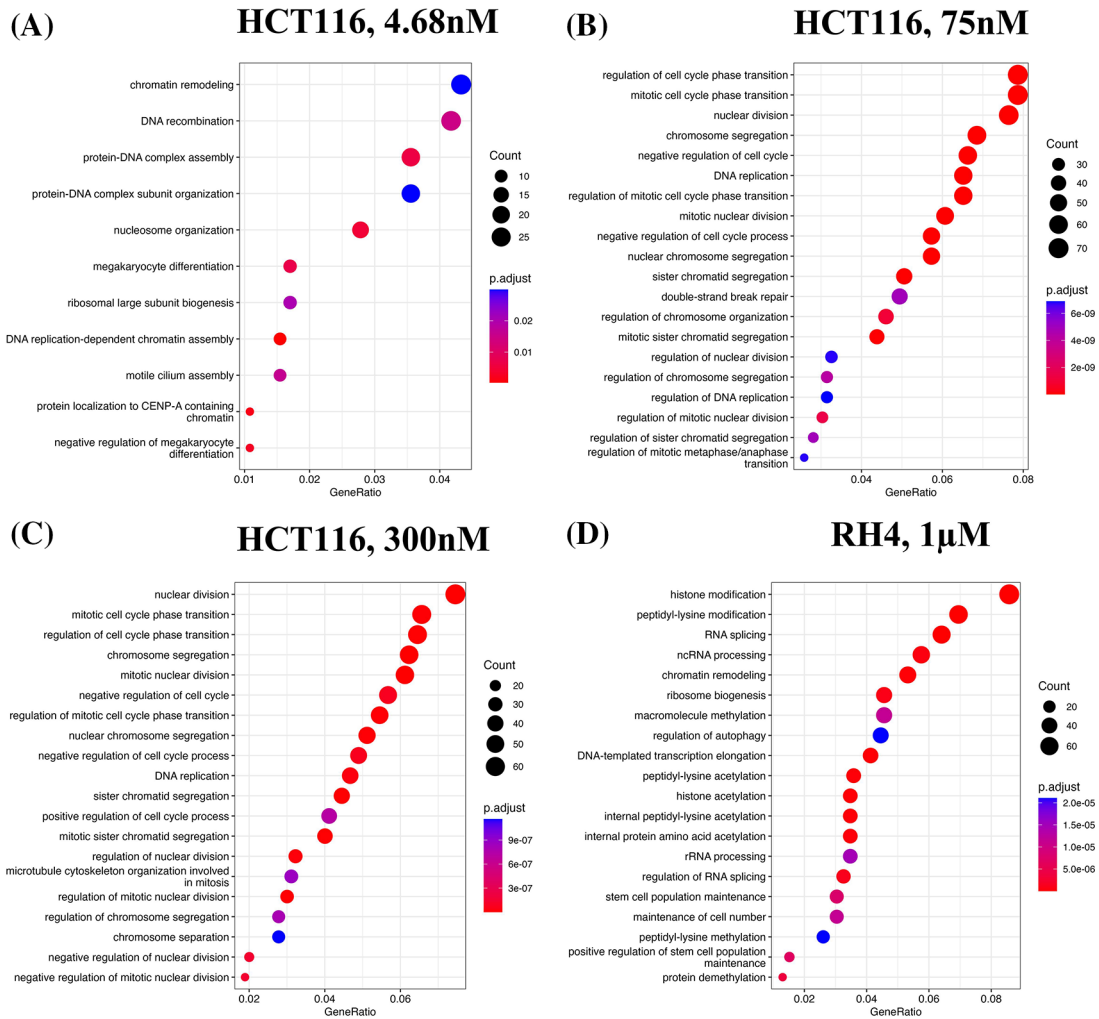 (A)
HCT116, 4.68nM
chromatin remodeling
DNA recombination
protein-DNA complex assembly
protein-DNA complex subunit organization
nucleosome organization
megakaryocyte differentiation
ribosomal large subunit biogenesis
DNA replication-dependent chromatin assembly
motile cilium assembly
protein localization to CENP-A containing
chromatin
negative regulation of megakaryocyte
differentiation
0.01 0.02 0.03 0.04
GeneRatio
Count
10
15
20
25
p.adjust
0.02
0.01
(B)
HCT116, 75nM
regulation of cell cycle phase transition
mitotic cell cycle phase transition
nuclear division
chromosome segregation
negative regulation of cell cycle
DNA replication
regulation of mitotic cell cycle phase transition
mitotic nuclear division
negative regulation of cell cycle process
nuclear chromosome segregation
sister chromatid segregation
double-strand break repair
regulation of chromosome organization
mitotic sister chromatid segregation
regulation of nuclear division
regulation of chromosome segregation
regulation of DNA replication
regulation of mitotic nuclear division
regulation of sister chromatid segregation
regulation of mitotic metaphase/anaphase
transition
0.04 0.06 0.08
GeneRatio
Count
30
40
50
60
70
p.adjust
6e-09
4e-09
2e-09
(C)
HCT116, 300nM
nuclear division
mitotic cell cycle phase transition
regulation of cell cycle phase transition
chromosome segregation
mitotic nuclear division
negative regulation of cell cycle
regulation of mitotic cell cycle phase transition
nuclear chromosome segregation
negative regulation of cell cycle process
DNA replication
sister chromatid segregation
positive regulation of cell cycle process
mitotic sister chromatid segregation
regulation of nuclear division
microtubule cytoskeleton organization involved
in mitosis
regulation of mitotic nuclear division
regulation of chromosome segregation
chromosome separation
negative regulation of nuclear division
negative regulation of mitotic nuclear division
0.02 0.04 0.06
GeneRatio
Count
20
30
40
50
60
p.adjust
9e-07
6e-07
3e-07
(D)
RH4, 1μM
histone modification
peptidyl-lysine modification
RNA splicing
ncRNA processing
chromatin remodeling
ribosome biogenesis
macromolecule methylation
regulation of autophagy
DNA-templated transcription elongation
peptidyl-lysine acetylation
histone acetylation
internal peptidyl-lysine acetylation
internal protein amino acid acetylation
rRNA processing
regulation of RNA splicing
stem cell population maintenance
maintenance of cell number
peptidyl-lysine methylation
positive regulation of stem cell population
maintenance
protein demethylation
0.02 0.04 0.06 0.08
GeneRatio
Count
20
40
60
p.adjust
2.0e-05
1.5e-05
1.0e-05
5.0e-06